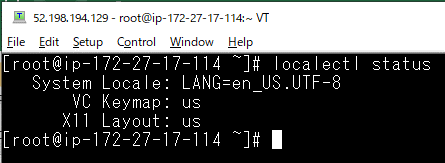 52.198.194.129 - root@ip-172-27-17-114:~ VT
File Edit Setup Control Window Help
[root@ip-172-27-17-114 ~]# localectl status
System Locale: LANG=en_US.UTF-8
VC Keymap: us
X11 Layout: us
[root@ip-172-27-17-114 ~]#